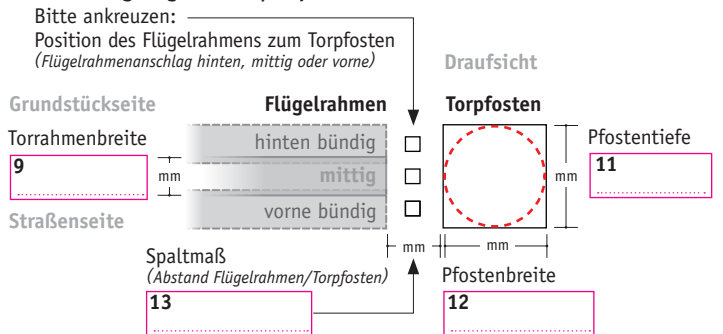 Bitte ankreuzen:
Position des Flügelrahmens zum Torpfosten
(Flügelrahmenanschlag hinten, mittig oder vorne)
Draufsicht
Grundstückseite
Flügelrahmen
Torpfosten
Torrahmenbreite
9
mm
hinten bündig
mittig
vorne bündig
mm
Pfostentiefe
11
Straßenseite
mm
mm
Spaltmaß
(Abstand Flügelrahmen/Torpfosten)
13
Pfostenbreite
12